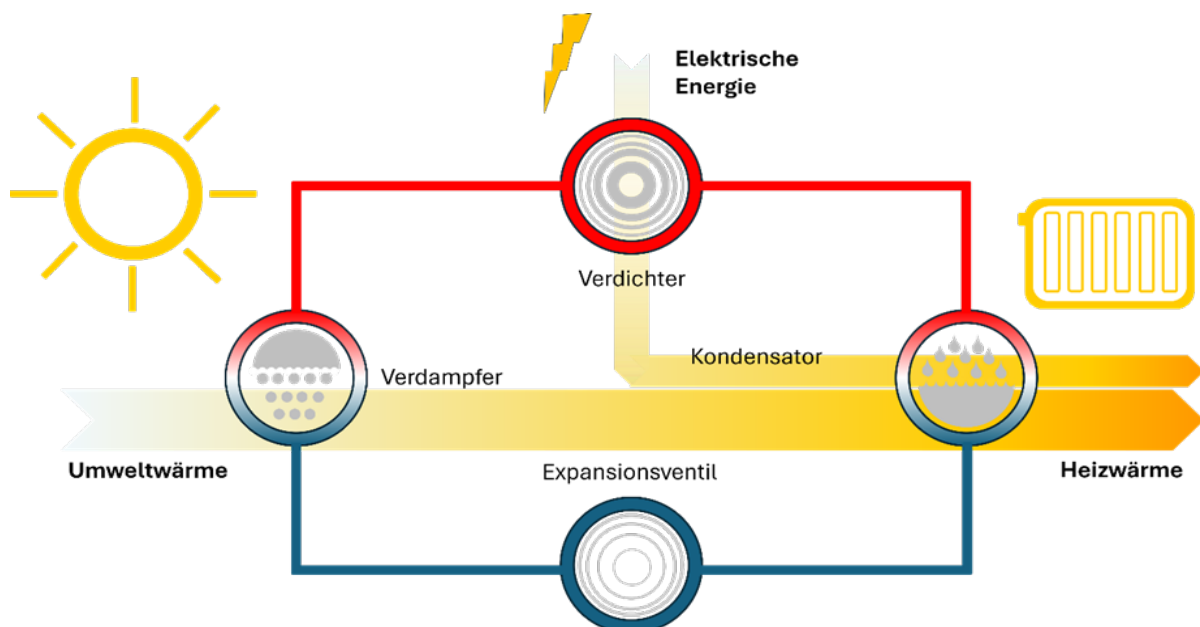 Elektrische
Energie
Verdichter
Kondensator
Verdampfer
Umweltwärme
Expansionsventil
Heizwärme